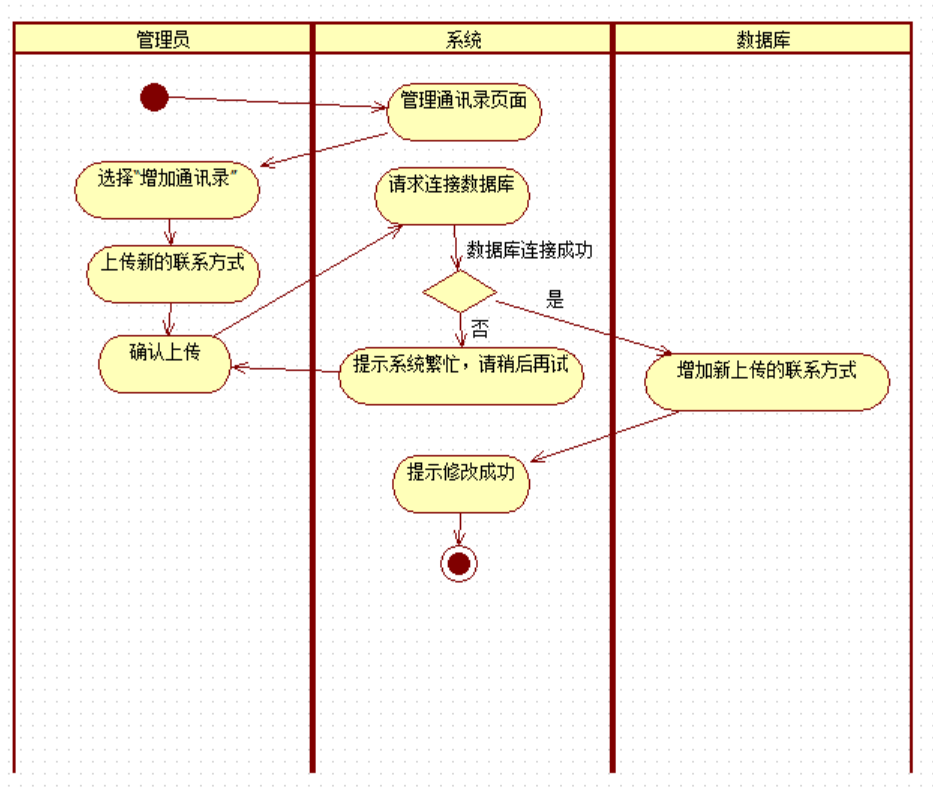 管理员
系统
数据库
管理通讯录页面
选择“增加通讯录”
请求连接数据库
上传新的联系方式
数据库连接成功
是
否
确认上传
提示系统繁忙，请稍后再试
增加新上传的联系方式
提示修改成功